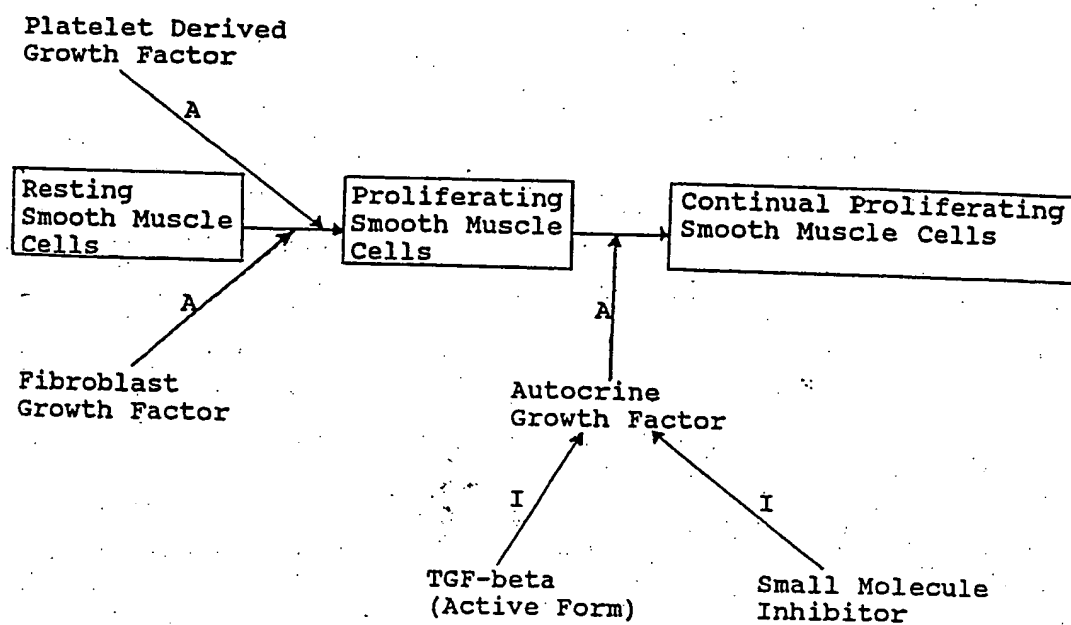 Platelet Derived
Growth Factor
A
Resting
Smooth Muscle
Cells
Proliferating
Smooth Muscle
Cells
Continual Proliferating
Smooth Muscle Cells
A
A
Fibroblast
Growth Factor
Autocrine
Growth Factor
I
I
TGF-beta
(Active Form)
Small Molecule
Inhibitor